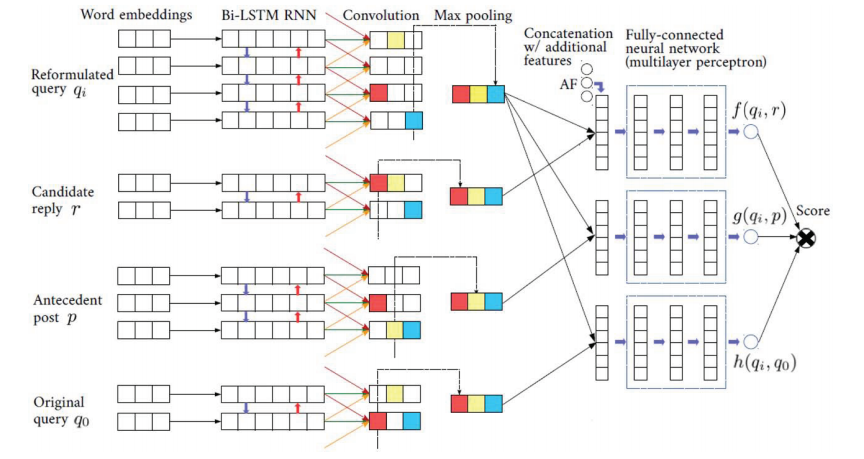 Word embeddings
Bi-LSTM RNN
Convolution
Max pooling
Concatenation
w/ additional
features
Fully-connected
neural network
(multilayer perceptron)
AF
Reformulated
query qᵢ
f(qᵢ, r)
Candidate
reply r
g(qᵢ, p)
Score
Antecedent
post p
h(qᵢ, q₀)
Original
query q₀